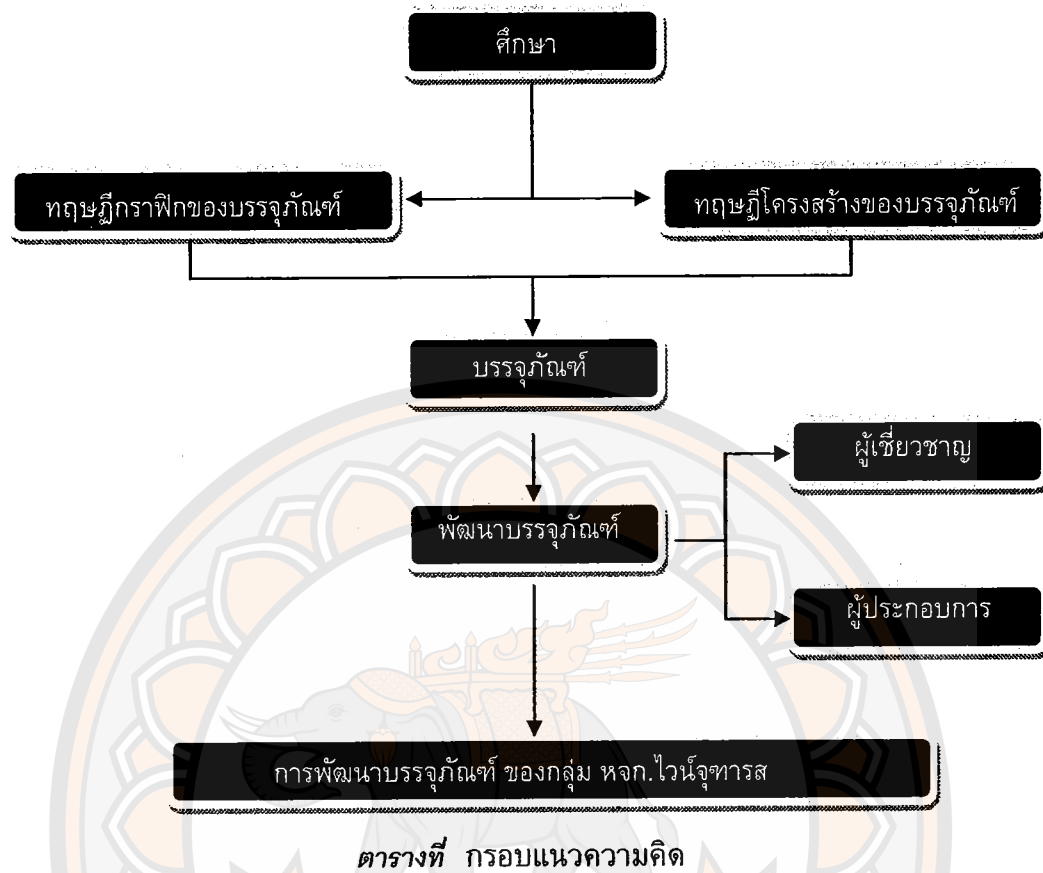 ศึกษา
ทฤษฎีกราฟิกของบรรจุภัณฑ์
ทฤษฎีโครงสร้างของบรรจุภัณฑ์
บรรจุภัณฑ์
ผู้เชี่ยวชาญ
พัฒนาบรรจุภัณฑ์
ผู้ประกอบการ
การพัฒนาบรรจุภัณฑ์ ของกลุ่ม หจก.ไวน์จุฑารส
ตารางที่ กรอบแนวความคิด